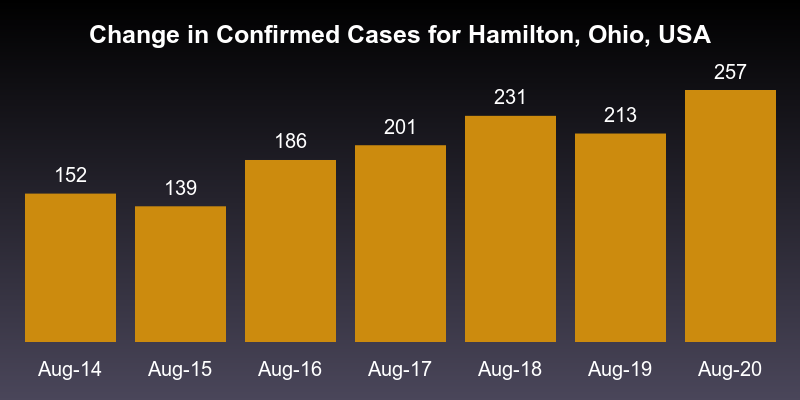 Change in Confirmed Cases for Hamilton, Ohio, USA
152
139
186
201
231
213
257
Aug-14
Aug-15
Aug-16
Aug-17
Aug-18
Aug-19
Aug-20